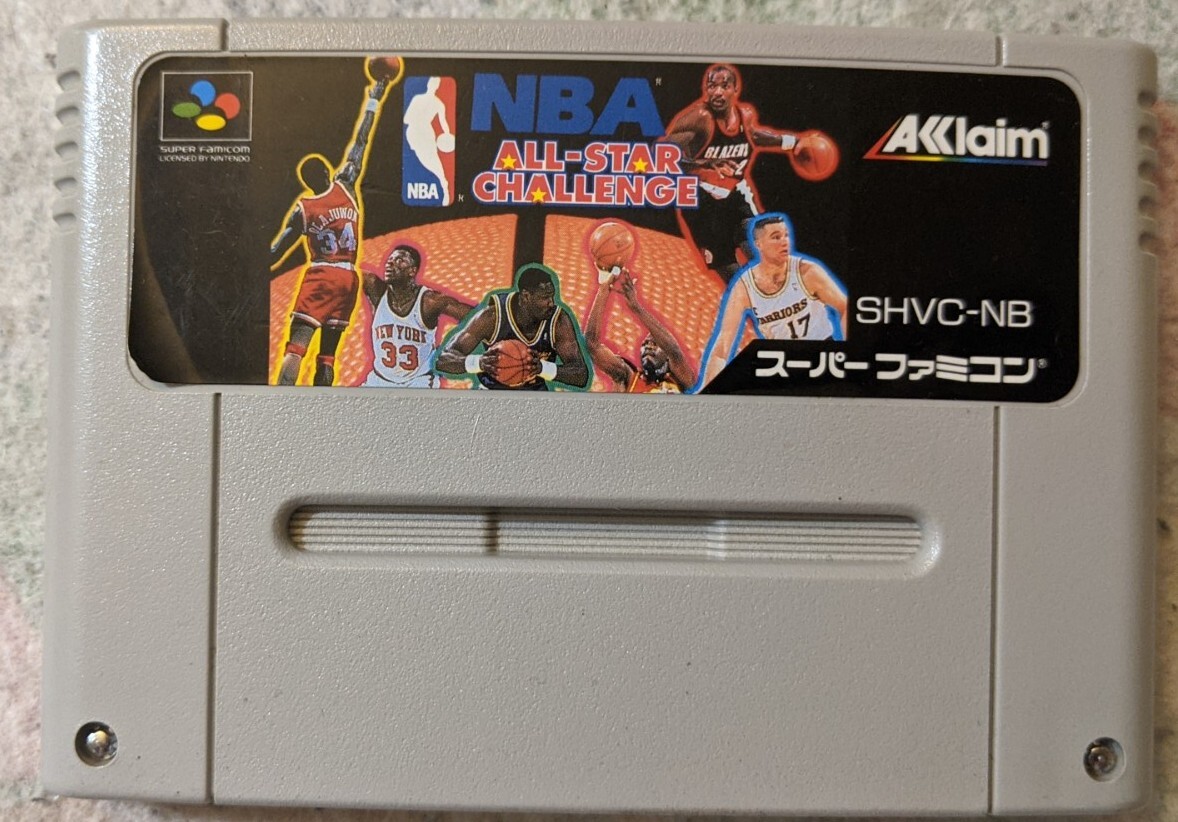 SUPER FAMICOM
LICENSED BY NINTENDO
NBA
NBA
ALL-STAR
CHALLENGE
AKKlaim
OLAJUWON
34
BLAZERS
NEW YORK
33
WARRIORS
17
SHVC-NB
スーパー ファミコン